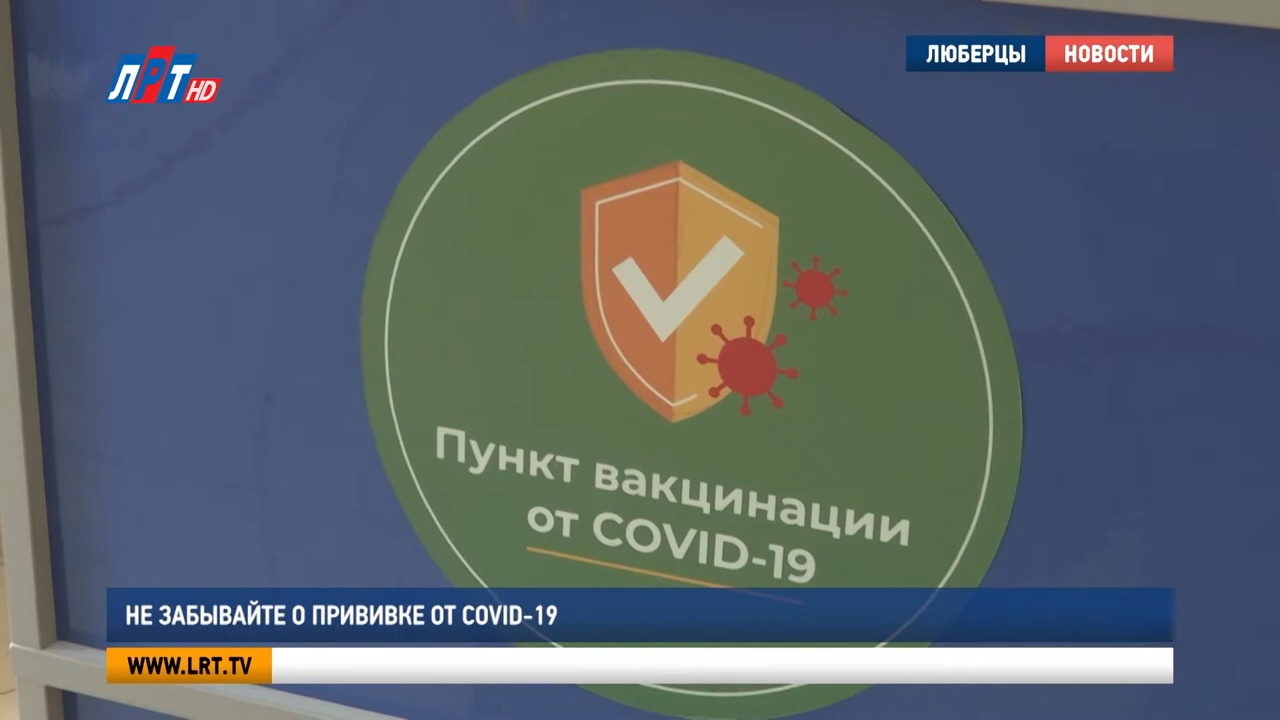 ЛРТ HD
ЛЮБЕРЦЫ НОВОСТИ
Пункт вакцинации
от COVID-19
НЕ ЗАБЫВАЙТЕ О ПРИВИВКЕ ОТ COVID-19
WWW.LRT.TV